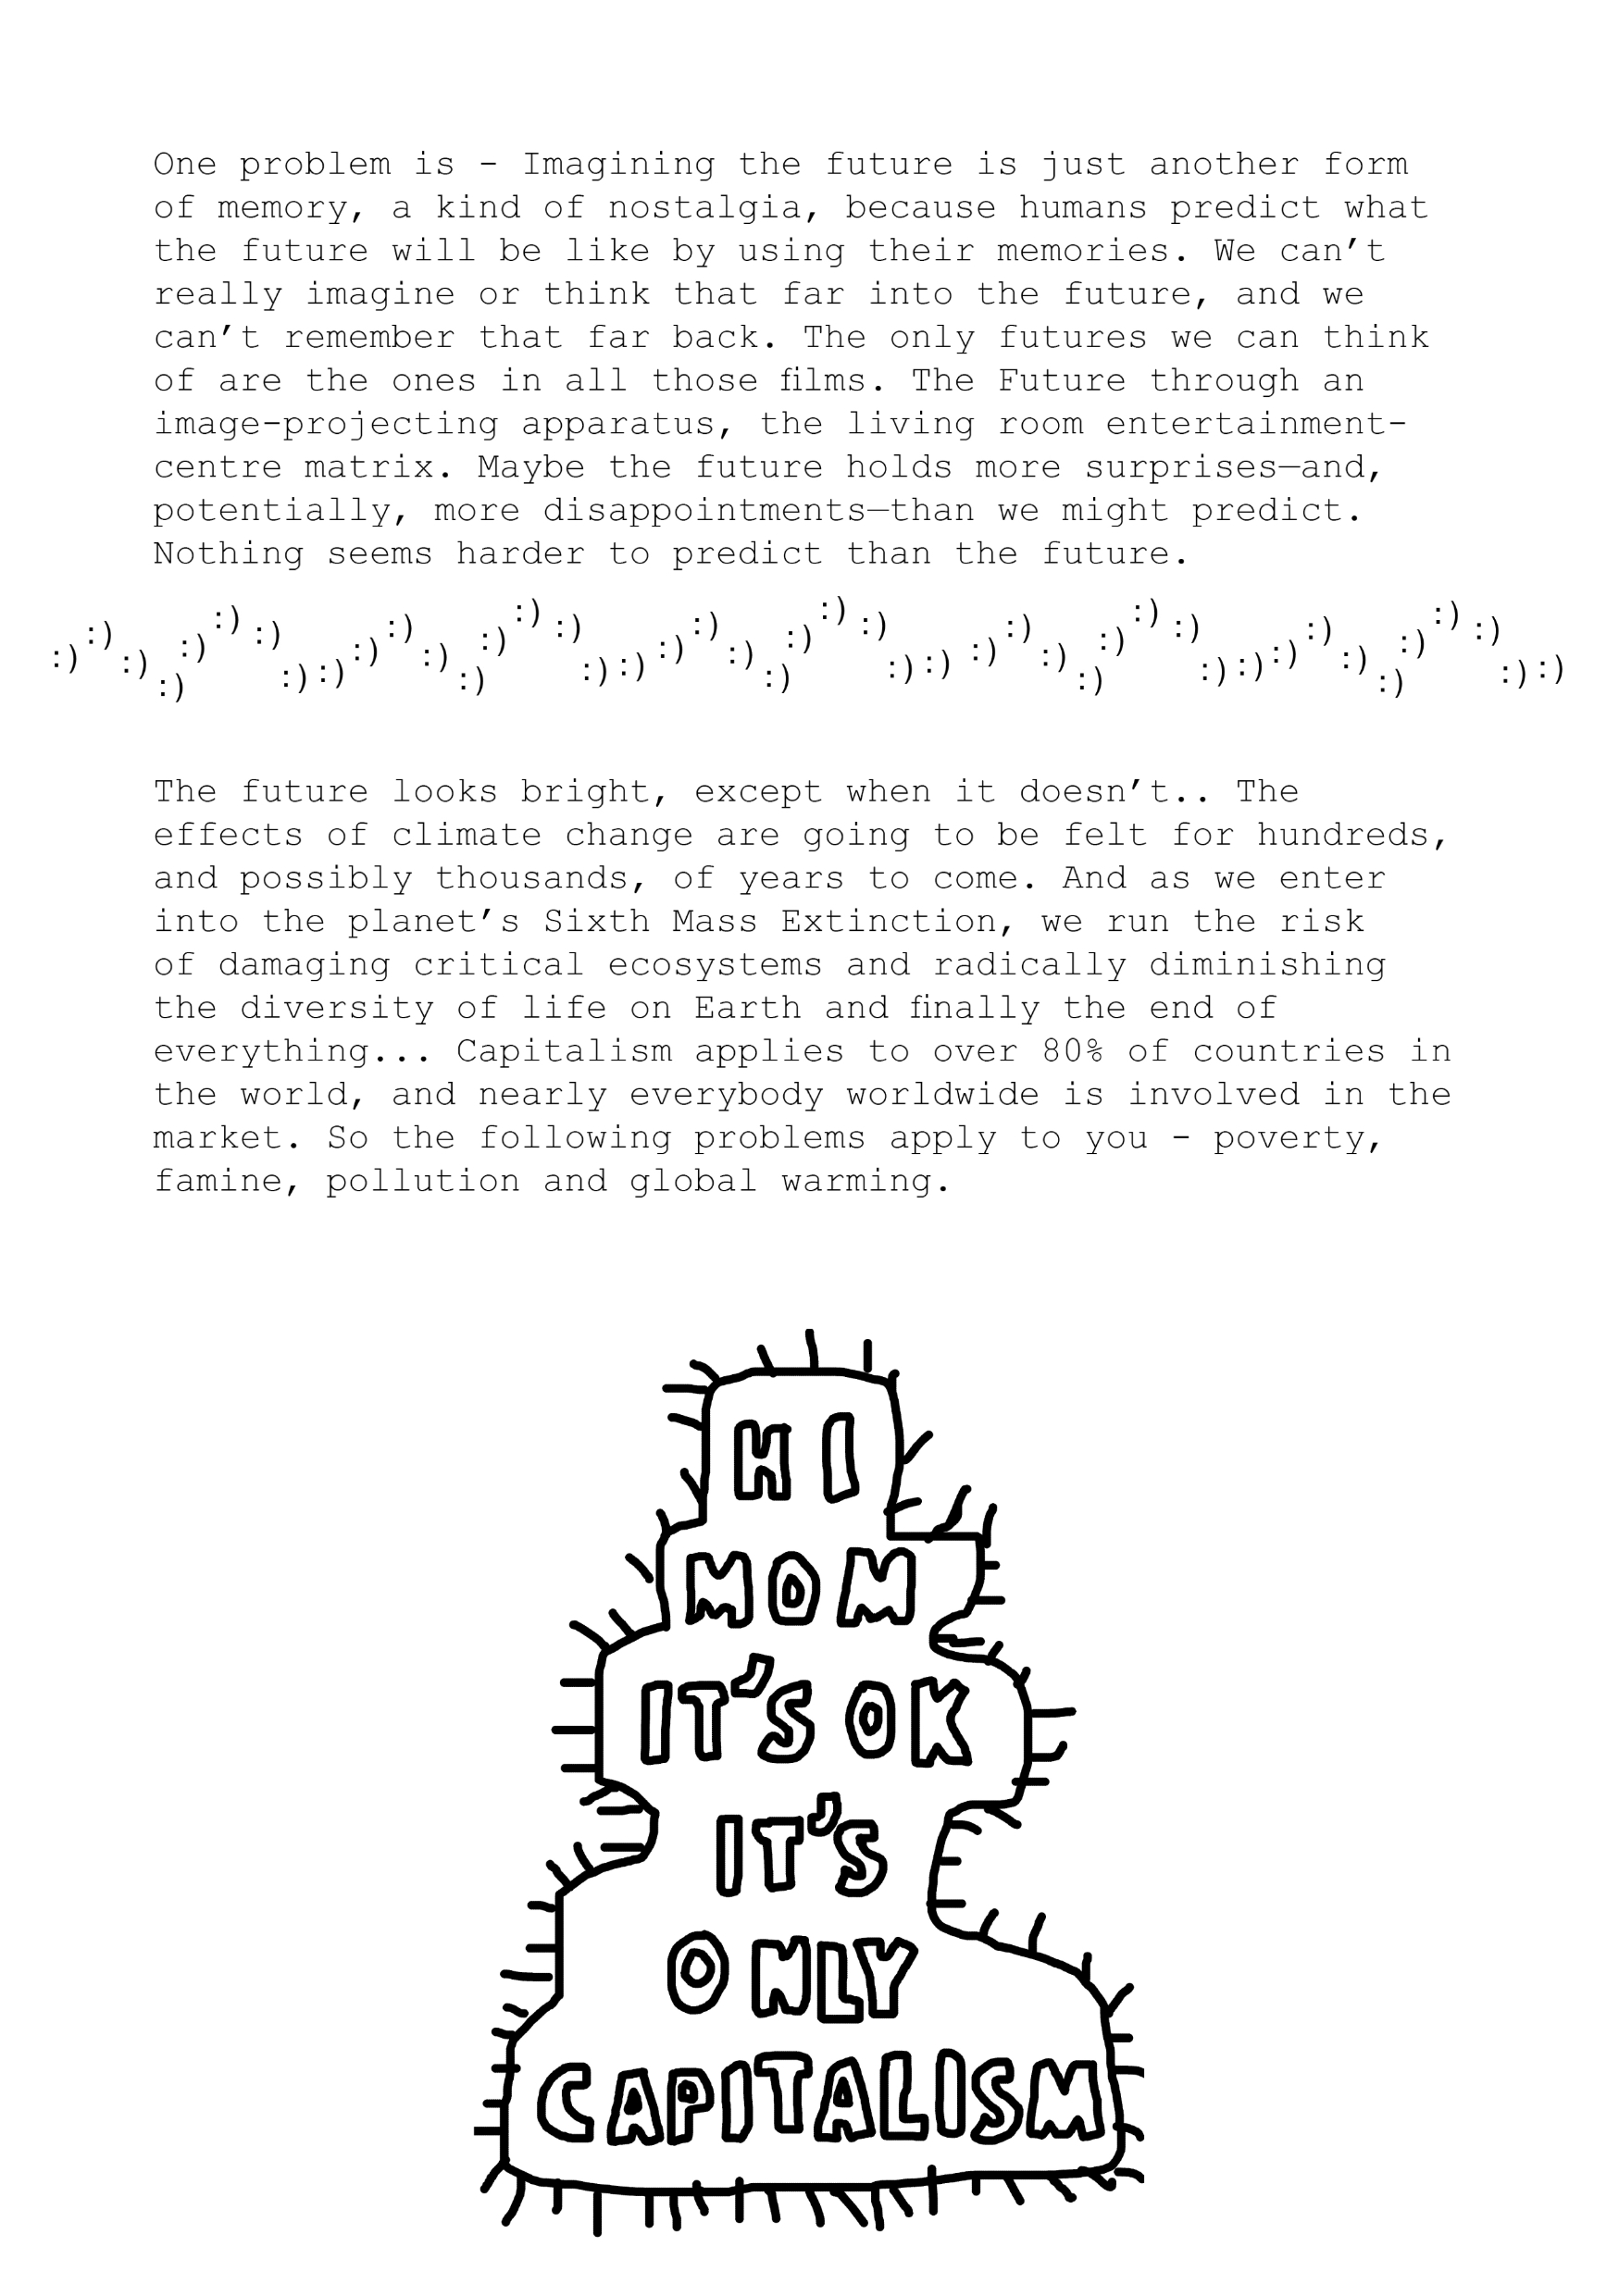 One problem is - Imagining the future is just another form
of memory, a kind of nostalgia, because humans predict what
the future will be like by using their memories. We can’t
really imagine or think that far into the future, and we
can’t remember that far back. The only futures we can think
of are the ones in all those films. The Future through an
image-projecting apparatus, the living room entertainment-
centre matrix. Maybe the future holds more surprises—and,
potentially, more disappointments—than we might predict.
Nothing seems harder to predict than the future.
:) :) :) :) :) :) :) :) :) :) :) :) :) :) :) :) :) :) :) :) :) :) :) :) :) :) :) :) :) :) :) :) :) :) :) :) :) :) :) :) :) :) :) :) :)
The future looks bright, except when it doesn’t.. The
effects of climate change are going to be felt for hundreds,
and possibly thousands, of years to come. And as we enter
into the planet’s Sixth Mass Extinction, we run the risk
of damaging critical ecosystems and radically diminishing
the diversity of life on Earth and finally the end of
everything... Capitalism applies to over 80% of countries in
the world, and nearly everybody worldwide is involved in the
market. So the following problems apply to you - poverty,
famine, pollution and global warming.
HI
MOM
IT'S OK
IT'S
ONLY
CAPITALISM